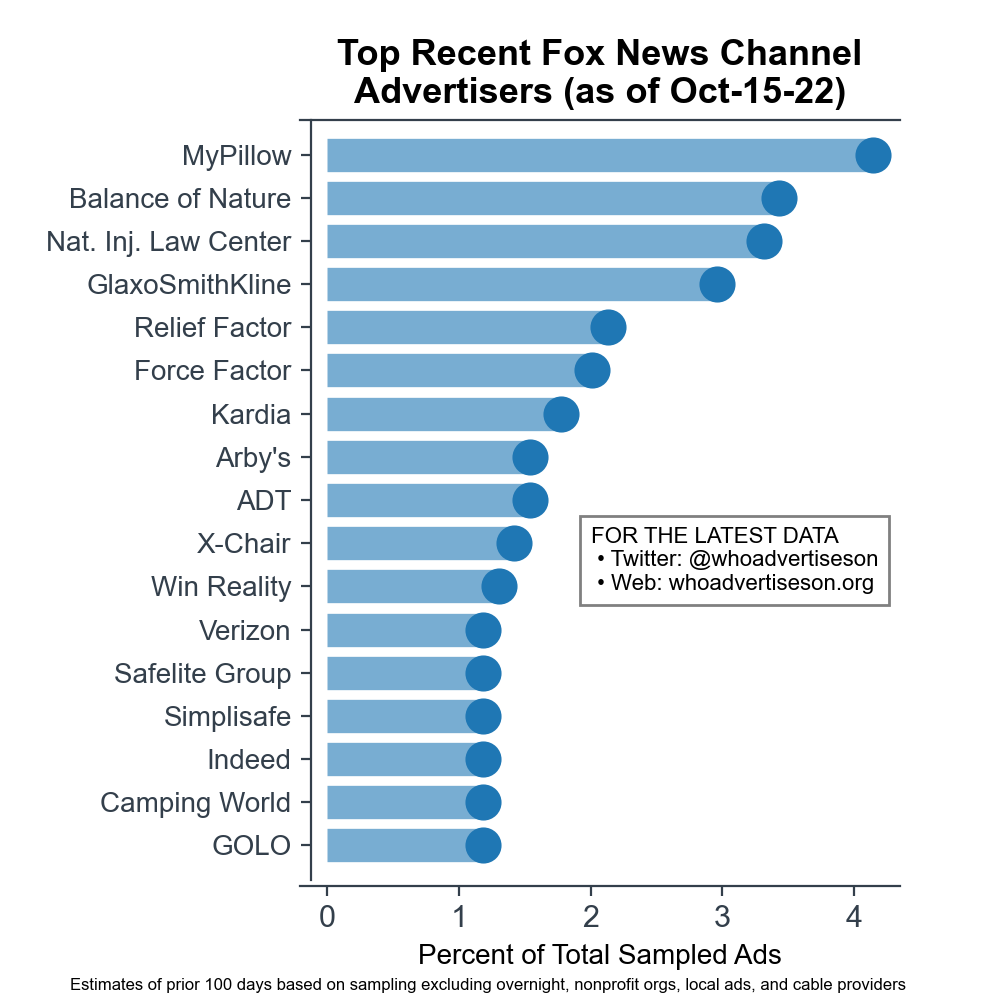 Top Recent Fox News Channel
Advertisers (as of Oct-15-22)
MyPillow
Balance of Nature
Nat. Inj. Law Center
GlaxoSmithKline
Relief Factor
Force Factor
Kardia
Arby's
ADT
X-Chair
Win Reality
Verizon
Safelite Group
Simplisafe
Indeed
Camping World
GOLO
FOR THE LATEST DATA
• Twitter: @whoadvertiseson
• Web: whoadvertiseson.org
0 1 2 3 4
Percent of Total Sampled Ads
Estimates of prior 100 days based on sampling excluding overnight, nonprofit orgs, local ads, and cable providers